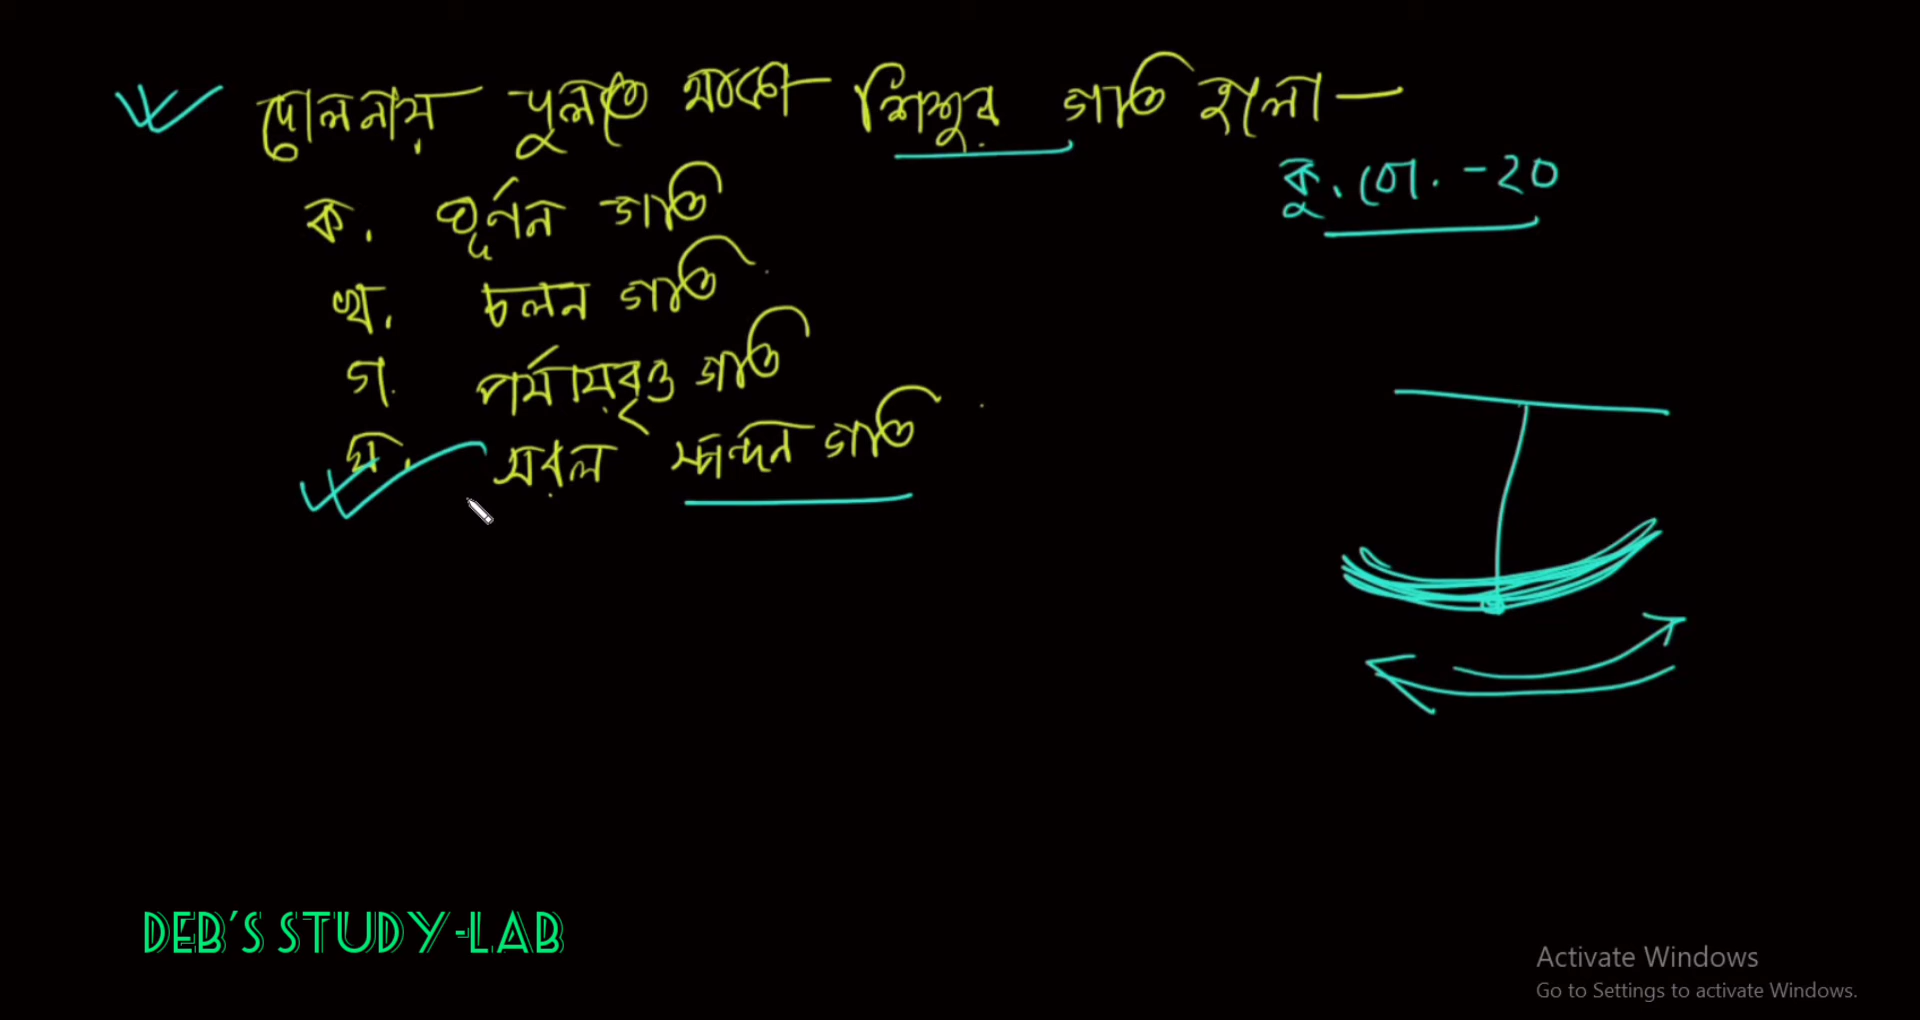 দোলনায় দুলতে থাকা শিশুর গতি হলো —
কু. বো. - 20
ক. ঘূর্ণন গতি
খ. চলন গতি
গ. পর্যায়বৃত্ত গতি
ঘ. সরল স্পন্দন গতি
DEB'S STUDY-LAB
Activate Windows
Go to Settings to activate Windows.